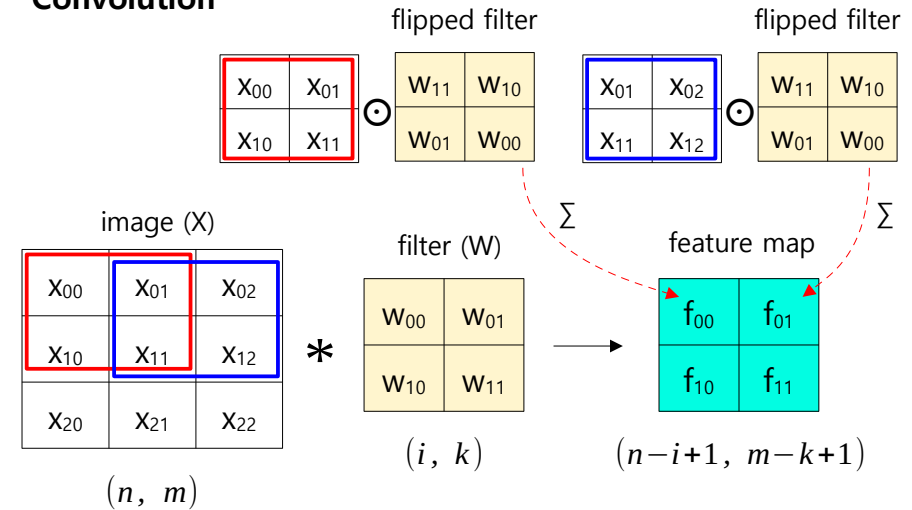 Convolution
flipped filter
flipped filter
x₀₀ x₀₁ ⊙ w₁₁ w₁₀
x₁₀ x₁₁ w₀₁ w₀₀
x₀₁ x₀₂ ⊙ w₁₁ w₁₀
x₁₁ x₁₂ w₀₁ w₀₀
∑
∑
image (X)
filter (W)
feature map
x₀₀ x₀₁ x₀₂
x₁₀ x₁₁ x₁₂
x₂₀ x₂₁ x₂₂
*
w₀₀ w₀₁
w₁₀ w₁₁
f₀₀ f₀₁
f₁₀ f₁₁
(n, m)
(i, k)
(n−i+1, m−k+1)